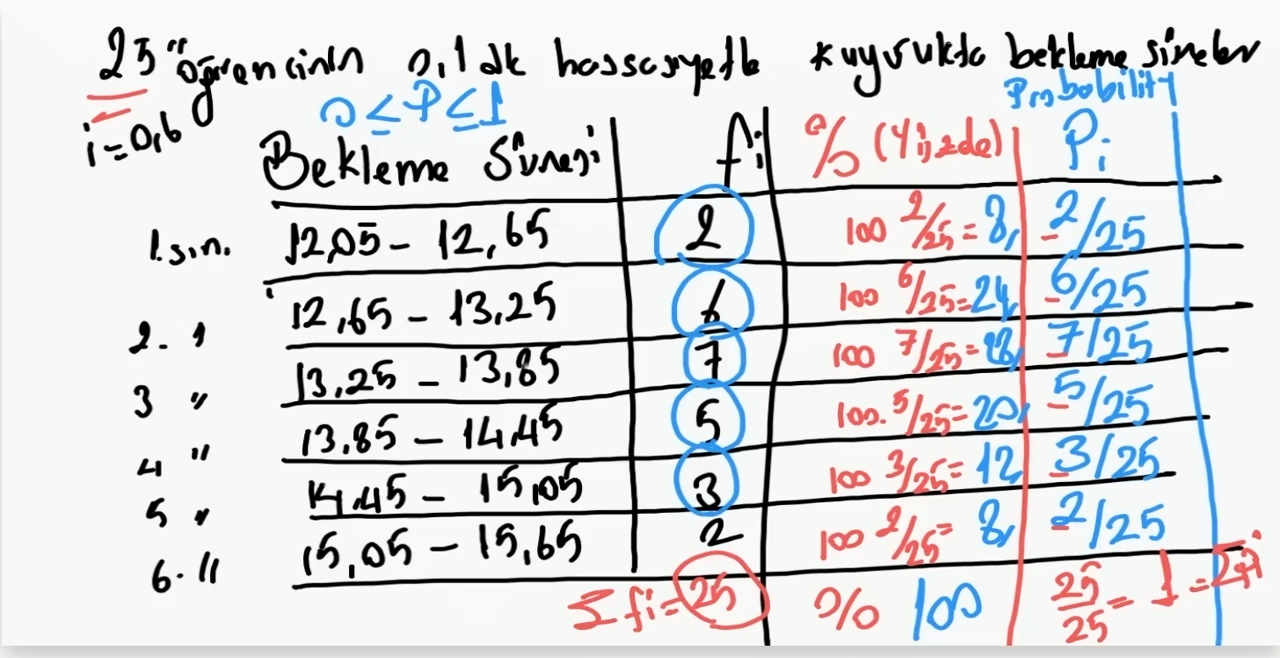 25 öğrencinin 0,1 dk hassasiyetle kuyrukta bekleme süreler
i=0,6 0≤P≤1 Probability
Bekleme Süresi fi % (Yüzde) Pi
1.sın. 12,05 - 12,65 2 100 2/25 = 8, 2/25
2. " 12,65 - 13,25 6 100 6/25 = 24, 6/25
3 " 13,25 - 13,85 7 100 7/25 = 28, 7/25
4 " 13,85 - 14,45 5 100. 5/25 = 20, 5/25
5 " 14,45 - 15,05 3 100 3/25 = 12, 3/25
6. " 15,05 - 15,65 2 100 2/25 = 8, 2/25
Σfi = 25 % 100 25/25 = 1 = Σpi